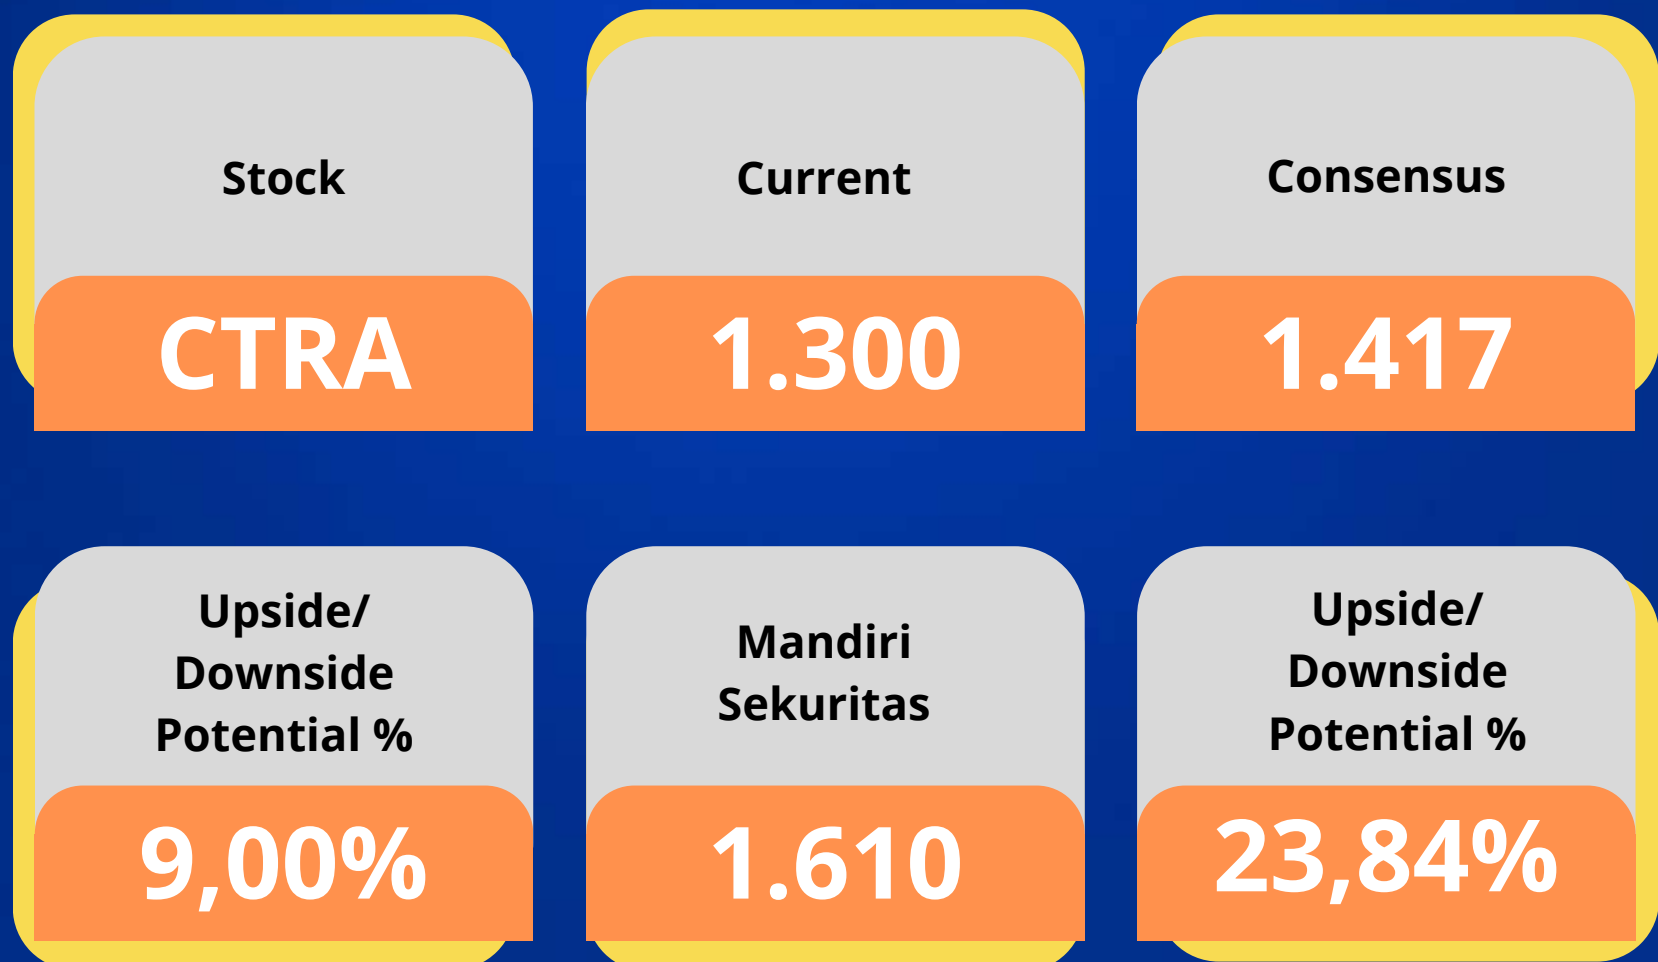 Stock
CTRA
Current
1.300
Consensus
1.417
Upside/
Downside
Potential %
9,00%
Mandiri
Sekuritas
1.610
Upside/
Downside
Potential %
23,84%